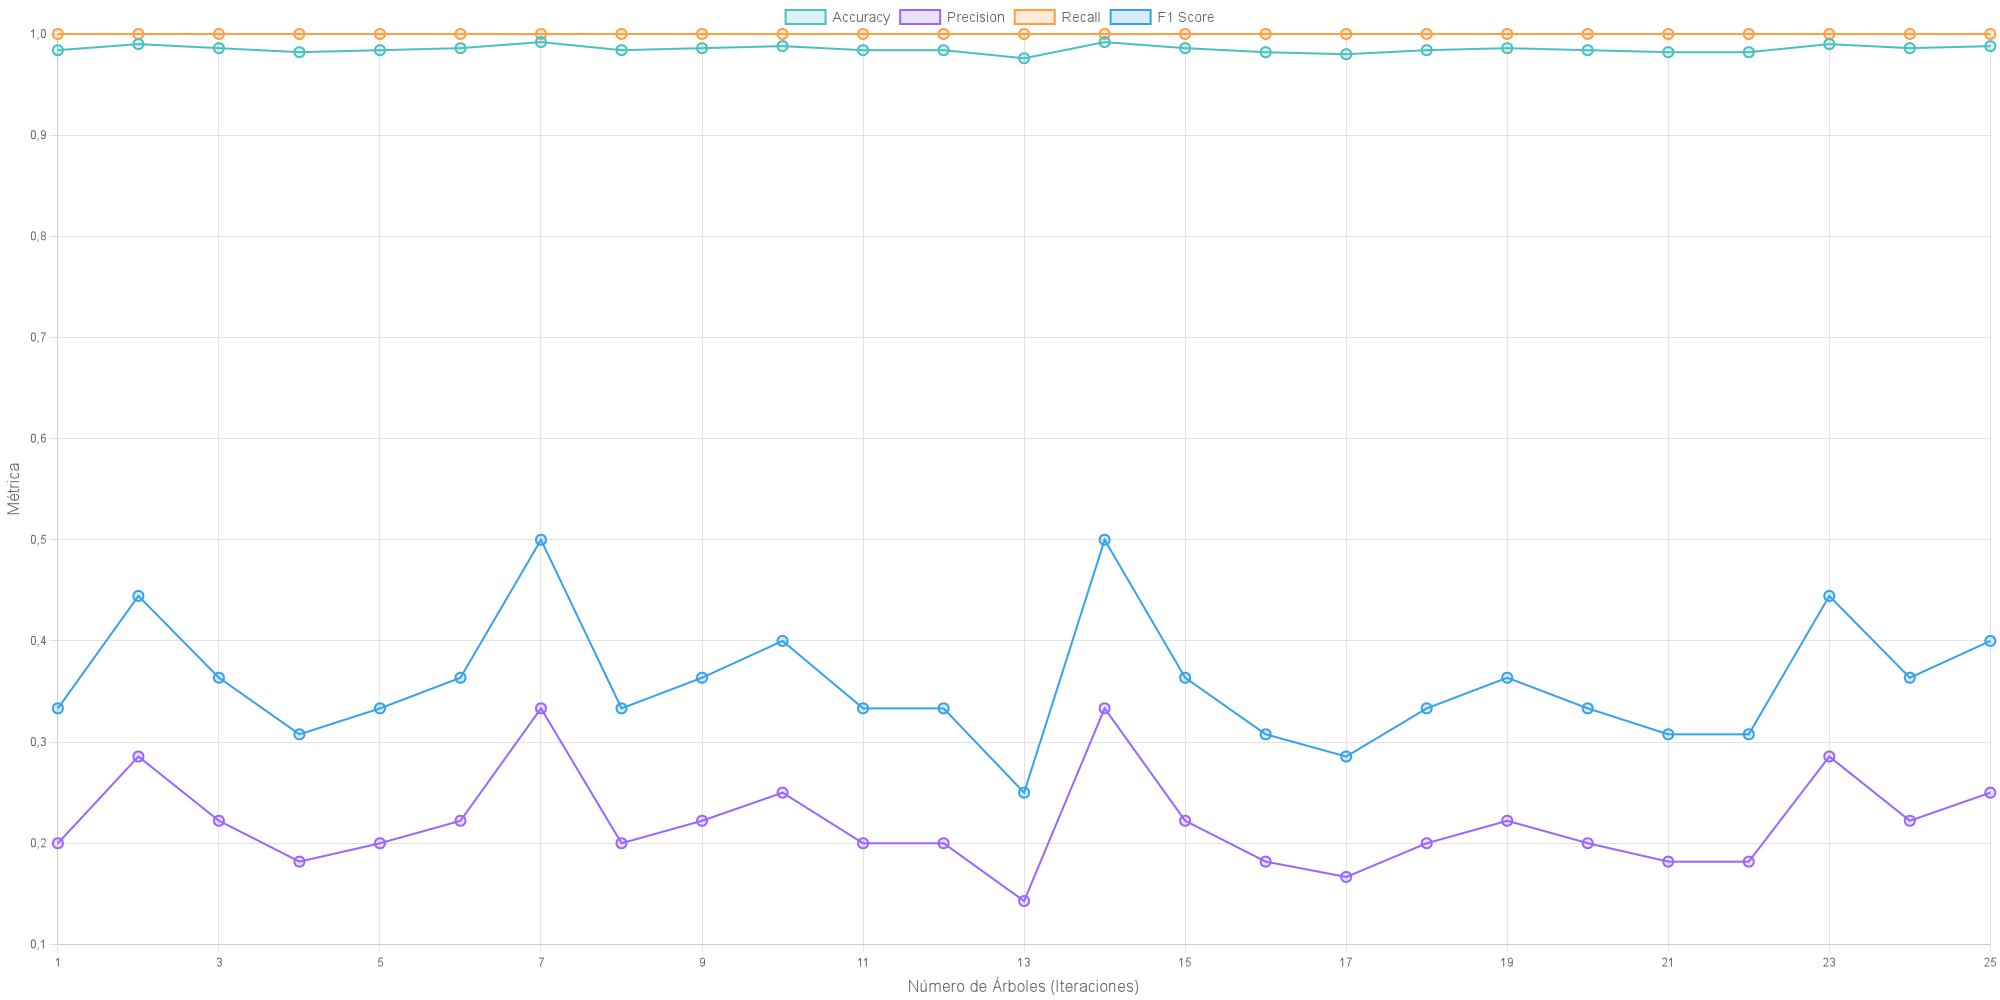 Accuracy Precision Recall F1 Score
1,0
0,9
0,8
0,7
0,6
0,5
0,4
0,3
0,2
0,1
Métrica
1 3 5 7 9 11 13 15 17 19 21 23 25
Número de Árboles (Iteraciones)